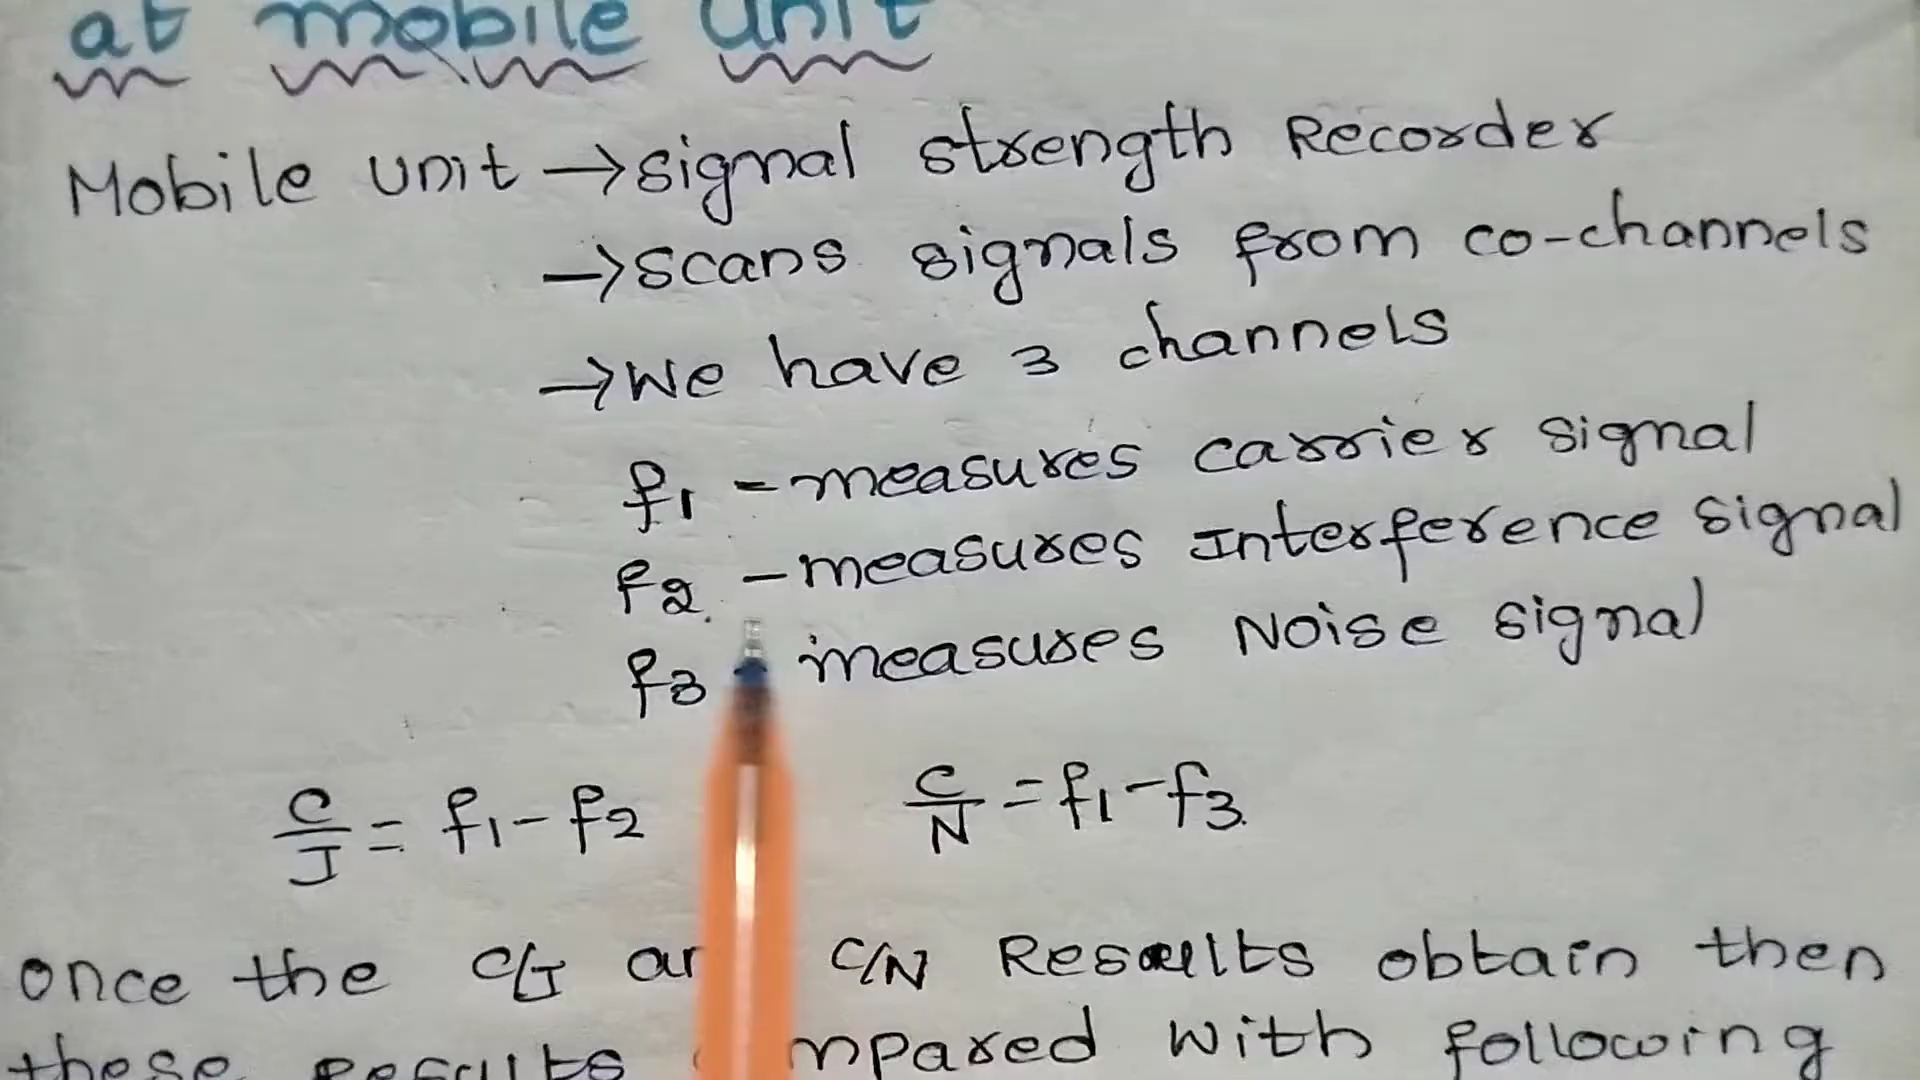 at mobile unit
Mobile unit → signal strength Recorder
→ scans signals from co-channels
→ We have 3 channels
f1 - measures carrier signal
f2 - measures Interference signal
f3 measures Noise signal
C/I = f1 - f2 C/N = f1 - f3
once the C/I C/N Results obtain then
these results with following